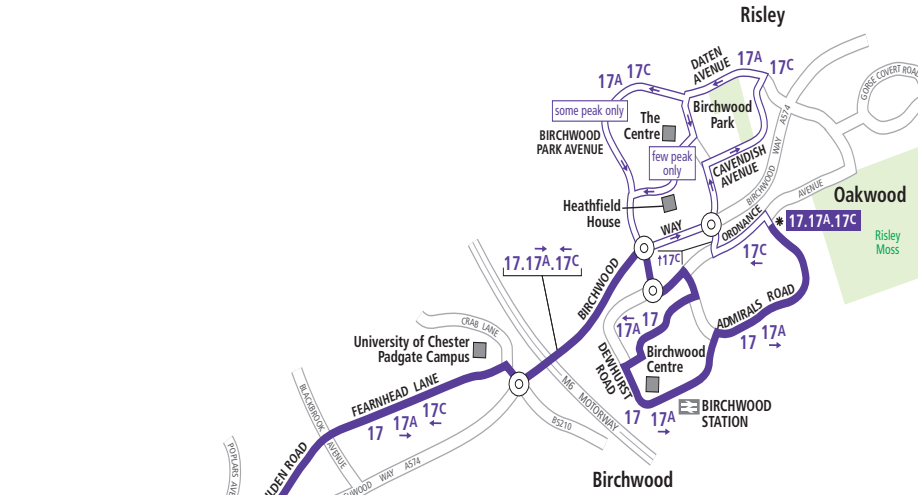 Risley
DATEN
AVENUE
17A
17C
17A 17C
some peak only
The
Centre
Birchwood
Park
BIRCHWOOD
PARK AVENUE
few peak
only
CAVENDISH
AVENUE
BIRCHWOOD WAY A574
GORSE COVERT ROAD
AVENUE
Oakwood
Heathfield
House
WAY
ORDNANCE
* 17.17A.17C
Risley
Moss
→ ←
17.17A.17C
†17C
17C
←
BIRCHWOOD
CRAB LANE
← 
17A 17
ADMIRALS ROAD
17 17A
→
University of Chester
Padgate Campus
Birchwood
Centre
DEWHURST
ROAD
M6 MOTORWAY
FEARNHEAD LANE
BLACKBROOK AVENUE
17 17A 17C
→ ←
B5210
17 17A
→
BIRCHWOOD
STATION
POPLARS AVE
LDEN ROAD
WOOD WAY A574
Birchwood